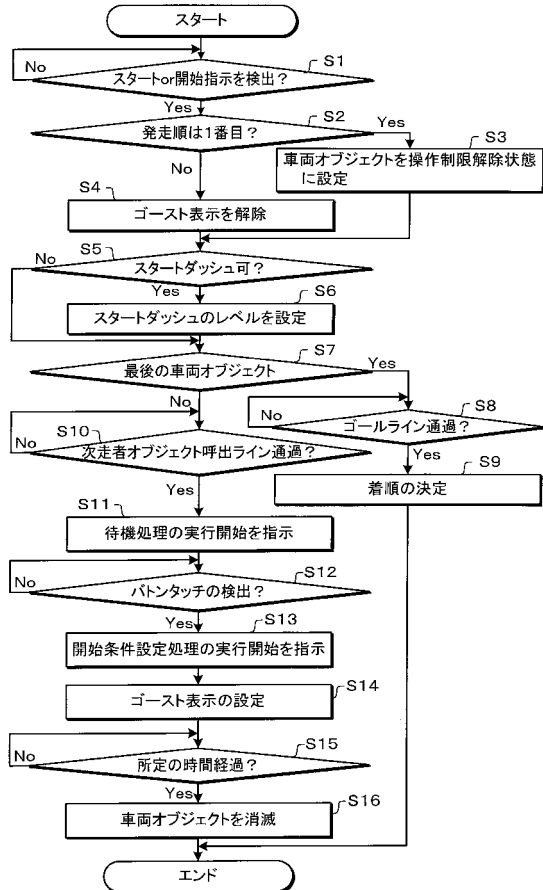 スタート
S1
No
スタートor開始指示を検出?
Yes
S2
発走順は1番目?
Yes
S3
車両オブジェクトを操作制限解除状態
に設定
No
S4
ゴースト表示を解除
S5
No
スタートダッシュ可?
Yes
S6
スタートダッシュのレベルを設定
S7
最後の車両オブジェクト
Yes
No
S8
No
ゴールライン通過?
Yes
S9
着順の決定
S10
No
次走者オブジェクト呼出ライン通過?
Yes
S11
待機処理の実行開始を指示
S12
No
バトンタッチの検出?
Yes
S13
開始条件設定処理の実行開始を指示
S14
ゴースト表示の設定
S15
No
所定の時間経過?
Yes
S16
車両オブジェクトを消滅
エンド